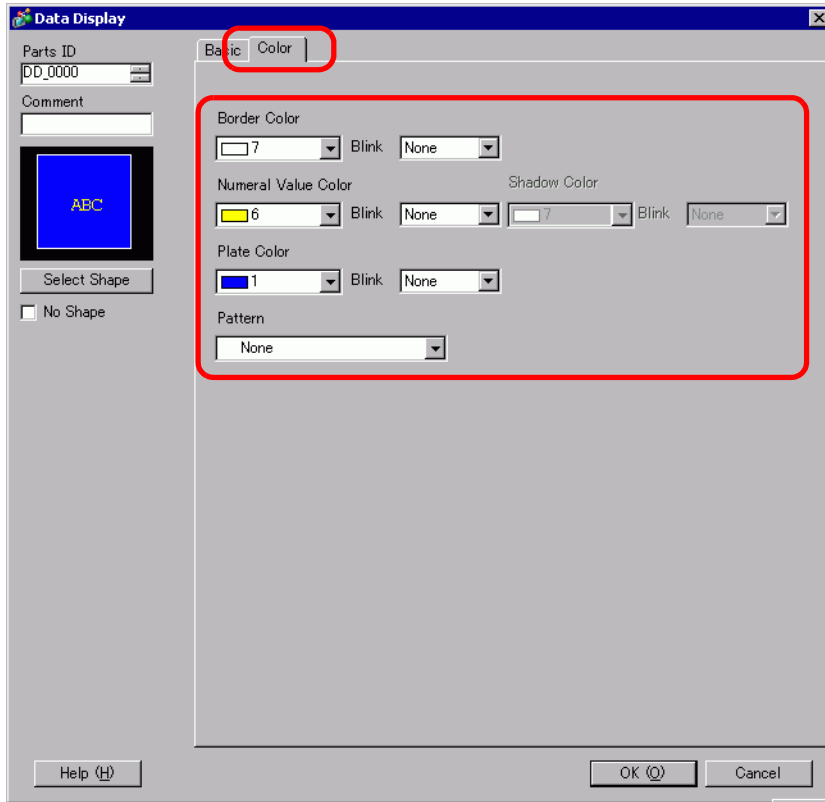 Data Display
Parts ID
DD_0000
Comment
ABC
Select Shape
No Shape
Basic Color
Border Color
7 Blink None
Numeral Value Color Shadow Color
6 Blink None 7 Blink None
Plate Color
1 Blink None
Pattern
None
Help (H) OK (O) Cancel